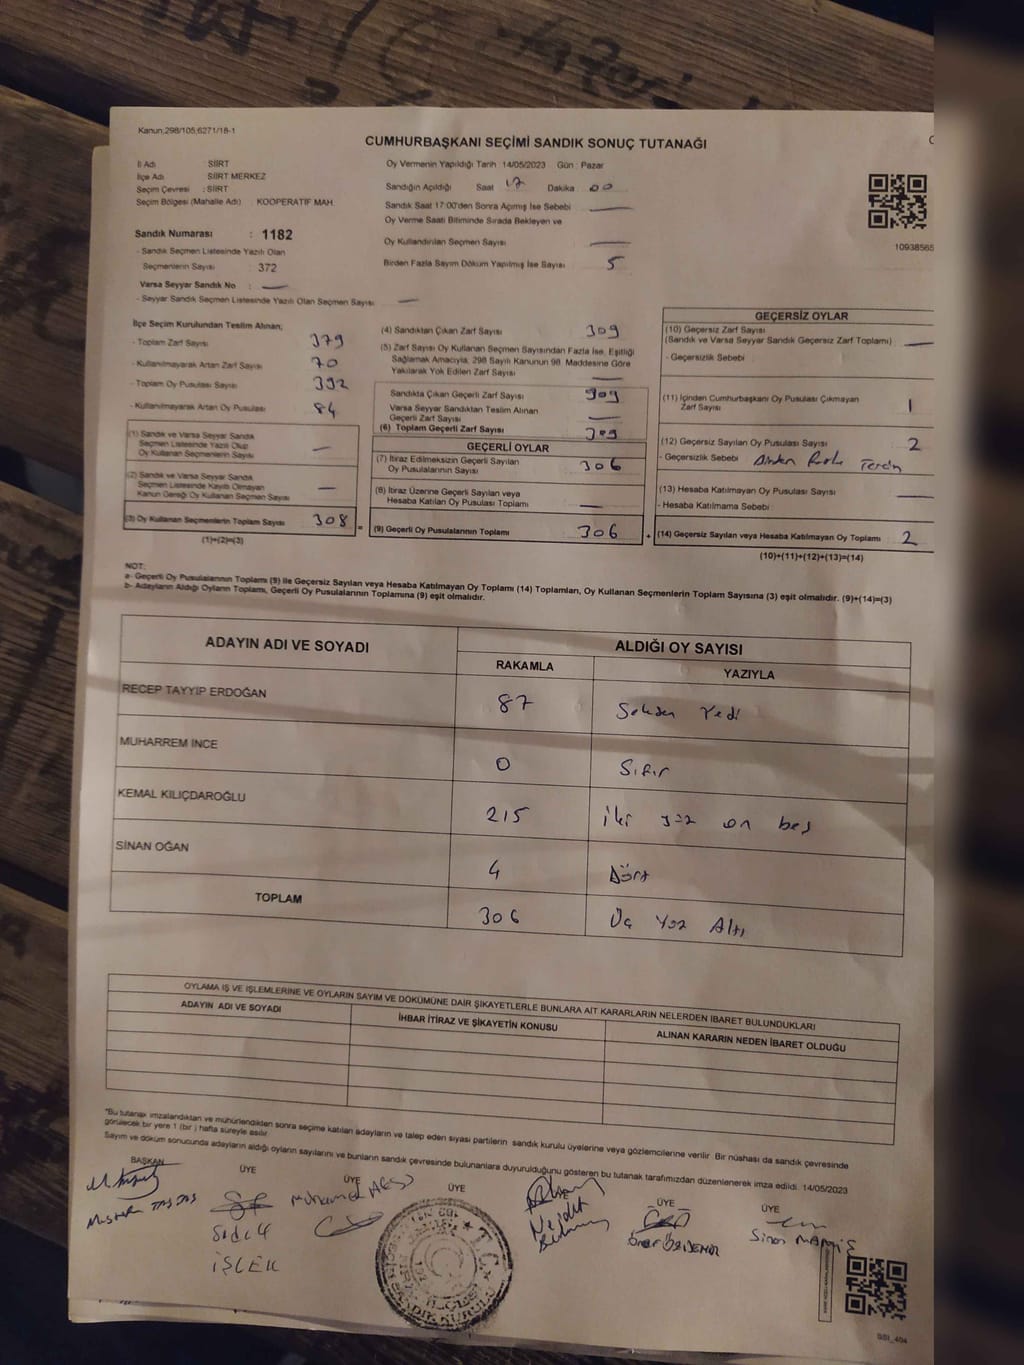 Kanun,298/105,6271/18-1
CUMHURBAŞKANI SEÇİMİ SANDIK SONUÇ TUTANAĞI
İl Adı SİİRT
İlçe Adı SİİRT MERKEZ
Seçim Çevresi : SİİRT
Seçim Bölgesi (Mahalle Adı) KOOPERATİF MAH.
Sandık Numarası : 1182
- Sandık Seçmen Listesinde Yazılı Olan
Seçmenlerin Sayısı : 372
Varsa Seyyar Sandık No : —
- Seyyar Sandık Seçmen Listesinde Yazılı Olan Seçmen Sayısı : —
Oy Vermenin Yapıldığı Tarih : 14/05/2023 Gün : Pazar
Sandığın Açıldığı Saat 17 Dakika 00
Sandık Saat 17:00'den Sonra Açılmış İse Sebebi —
Oy Verme Saati Bitiminde Sırada Bekleyen ve
Oy Kullandırılan Seçmen Sayısı —
Birden Fazla Sayım Döküm Yapılmış İse Sayısı 5
10938565
İlçe Seçim Kurulundan Teslim Alınan;
- Toplam Zarf Sayısı 379
- Kullanılmayarak Artan Zarf Sayısı 70
- Toplam Oy Pusulası Sayısı 392
- Kullanılmayarak Artan Oy Pusulası 84
(1) Sandık ve Varsa Seyyar Sandık
Seçmen Listesinde Yazılı Olup
Oy Kullanan Seçmenlerin Sayısı —
(2) Sandık ve Varsa Seyyar Sandık
Seçmen Listesinde Kayıtlı Olmayan
Kanun Gereği Oy Kullanan Seçmen Sayısı —
(3) Oy Kullanan Seçmenlerin Toplam Sayısı 308
(1)+(2)=(3)
=
(4) Sandıktan Çıkan Zarf Sayısı 309
(5) Zarf Sayısı Oy Kullanan Seçmen Sayısından Fazla İse, Eşitliği
Sağlamak Amacıyla, 298 Sayılı Kanunun 98. Maddesine Göre
Yakılarak Yok Edilen Zarf Sayısı —
Sandıkta Çıkan Geçerli Zarf Sayısı 309
Varsa Seyyar Sandıktan Teslim Alınan
Geçerli Zarf Sayısı —
(6) Toplam Geçerli Zarf Sayısı 309
GEÇERLİ OYLAR
(7) İtiraz Edilmeksizin Geçerli Sayılan
Oy Pusulalarının Sayısı 306
(8) İtiraz Üzerine Geçerli Sayılan veya
Hesaba Katılan Oy Pusulası Toplamı —
(9) Geçerli Oy Pusulalarının Toplamı 306
+
GEÇERSİZ OYLAR
(10) Geçersiz Zarf Sayısı
(Sandık ve Varsa Seyyar Sandık Geçersiz Zarf Toplamı) —
- Geçersizlik Sebebi :
(11) İçinden Cumhurbaşkanı Oy Pusulası Çıkmayan
Zarf Sayısı 1
(12) Geçersiz Sayılan Oy Pusulası Sayısı 2
- Geçersizlik Sebebi Birden Fazla Tercih
(13) Hesaba Katılmayan Oy Pusulası Sayısı —
- Hesaba Katılmama Sebebi :
(14) Geçersiz Sayılan veya Hesaba Katılmayan Oy Toplamı 2
(10)+(11)+(12)+(13)=(14)
NOT:
a- Geçerli Oy Pusulalarının Toplamı (9) ile Geçersiz Sayılan veya Hesaba Katılmayan Oy Toplamı (14) Toplamları, Oy Kullanan Seçmenlerin Toplam Sayısına (3) eşit olmalıdır. (9)+(14)=(3)
b- Adayların Aldığı Oyların Toplamı, Geçerli Oy Pusulalarının Toplamına (9) eşit olmalıdır.
ADAYIN ADI VE SOYADI ALDIĞI OY SAYISI
RAKAMLA YAZIYLA
RECEP TAYYİP ERDOĞAN 87 Seksen Yedi
MUHARREM İNCE 0 Sıfır
KEMAL KILIÇDAROĞLU 215 iki yüz on beş
SİNAN OĞAN 4 Dört
TOPLAM 306 Üç Yüz Altı
OYLAMA İŞ VE İŞLEMLERİNE VE OYLARIN SAYIM VE DÖKÜMÜNE DAİR ŞİKAYETLERLE BUNLARA AİT KARARLARIN NELERDEN İBARET BULUNDUKLARI
ADAYIN ADI VE SOYADI İHBAR İTİRAZ VE ŞİKAYETİN KONUSU ALINAN KARARIN NEDEN İBARET OLDUĞU
*Bu tutanak imzalandıktan ve mühürlendikten sonra seçime katılan adayların ve talep eden siyasi partilerin sandık kurulu üyelerine veya gözlemcilerine verilir. Bir nüshası da sandık çevresinde
görülecek bir yere 1 (bir ) hafta süreyle asılır.
Sayım ve döküm sonucunda adayların aldığı oyların sayılarını ve bunların sandık çevresinde bulunanlara duyurulduğunu gösteren bu tutanak tarafımızdan düzenlenerek imza edildi. 14/05/2023
BAŞKAN ÜYE ÜYE ÜYE ÜYE ÜYE
Sıdık
İŞLEK
Nejdet
Ömer ÖZDEMİR
Sinan
T.C.